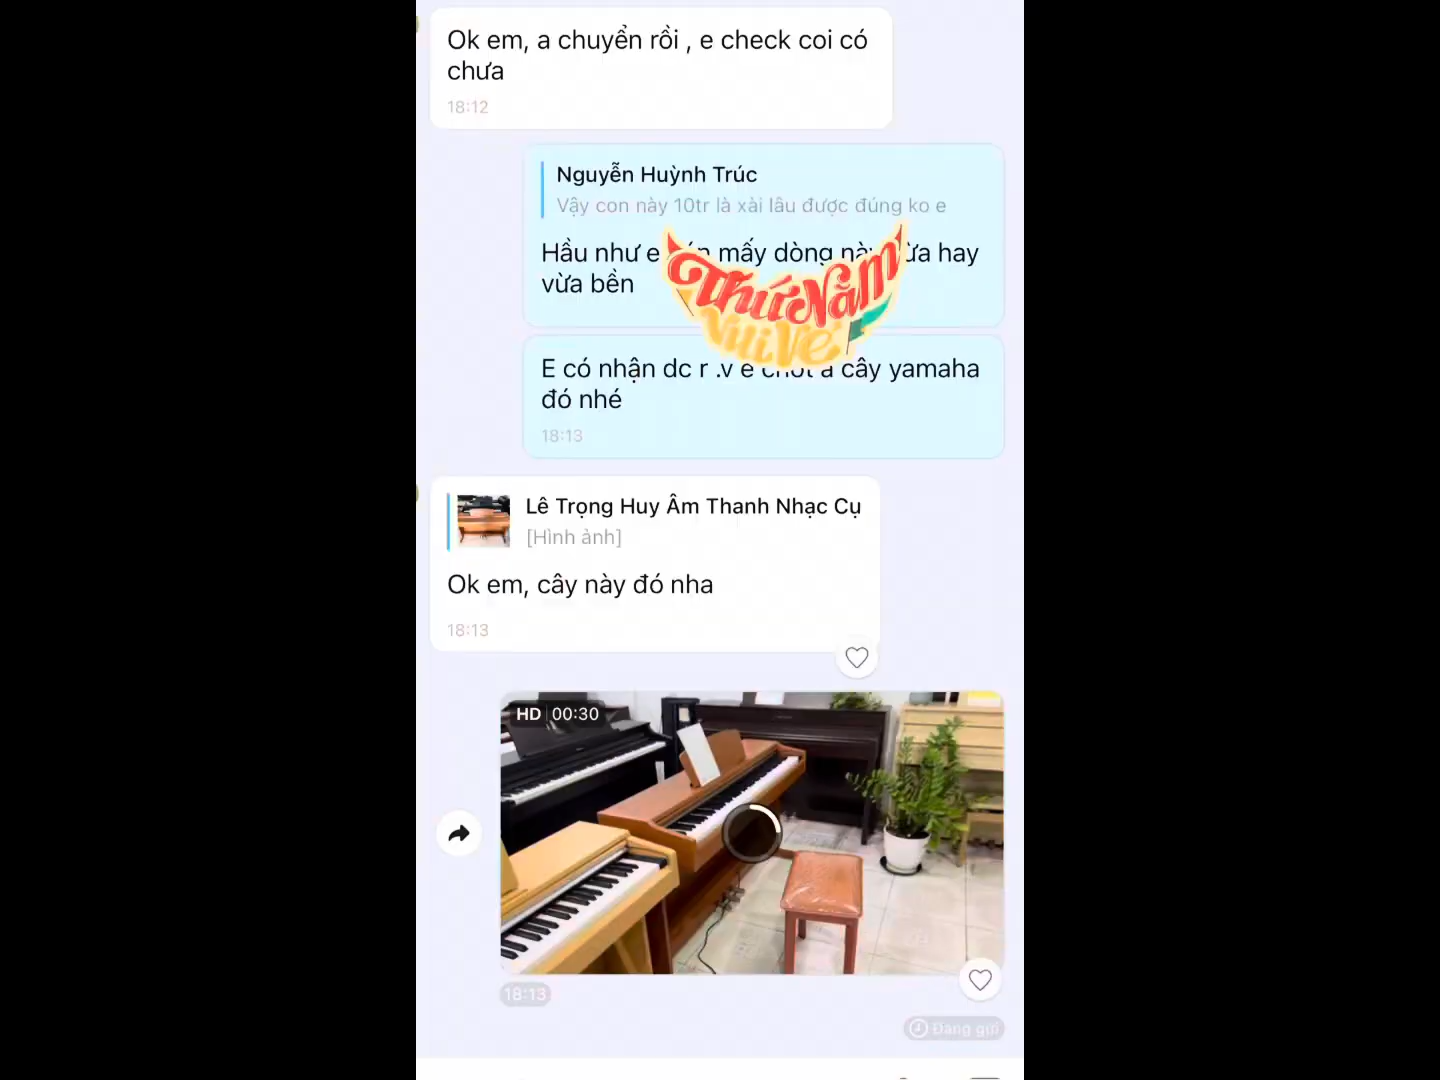 Ok em, a chuyển rồi , e check coi có
chưa
18:12
Nguyễn Huỳnh Trúc
Vậy con này 10tr là xài lâu được đúng ko e
Hầu như e mấy dòng hay
vừa bền
Thứ Năm
Vui Vẻ
E có nhận dc r .v e chốt a cây yamaha
đó nhé
18:13
Lê Trọng Huy Âm Thanh Nhạc Cụ
[Hình ảnh]
Ok em, cây này đó nha
18:13
HD 00:30
18:13
Đang gửi